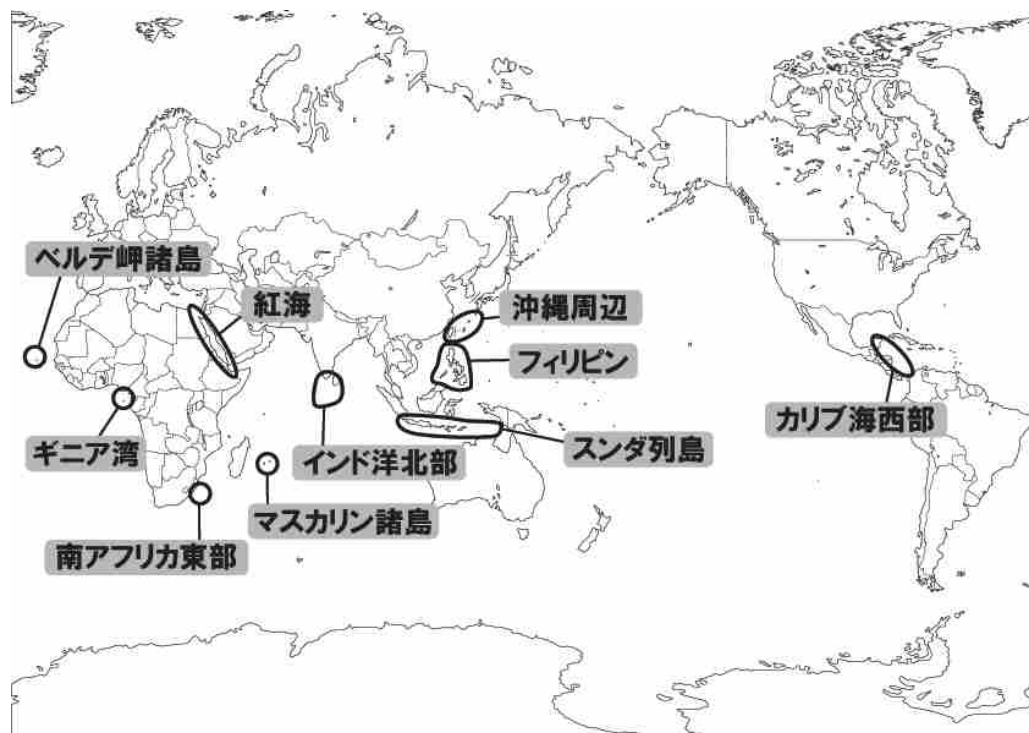 ベルデ岬諸島
紅海
沖縄周辺
フィリピン
カリブ海西部
ギニア湾
インド洋北部
スンダ列島
マスカリン諸島
南アフリカ東部